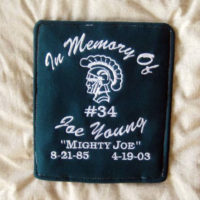 In Memory Of
#34
Joe Young
"MIGHTY JOE"
8-21-85 4-19-03